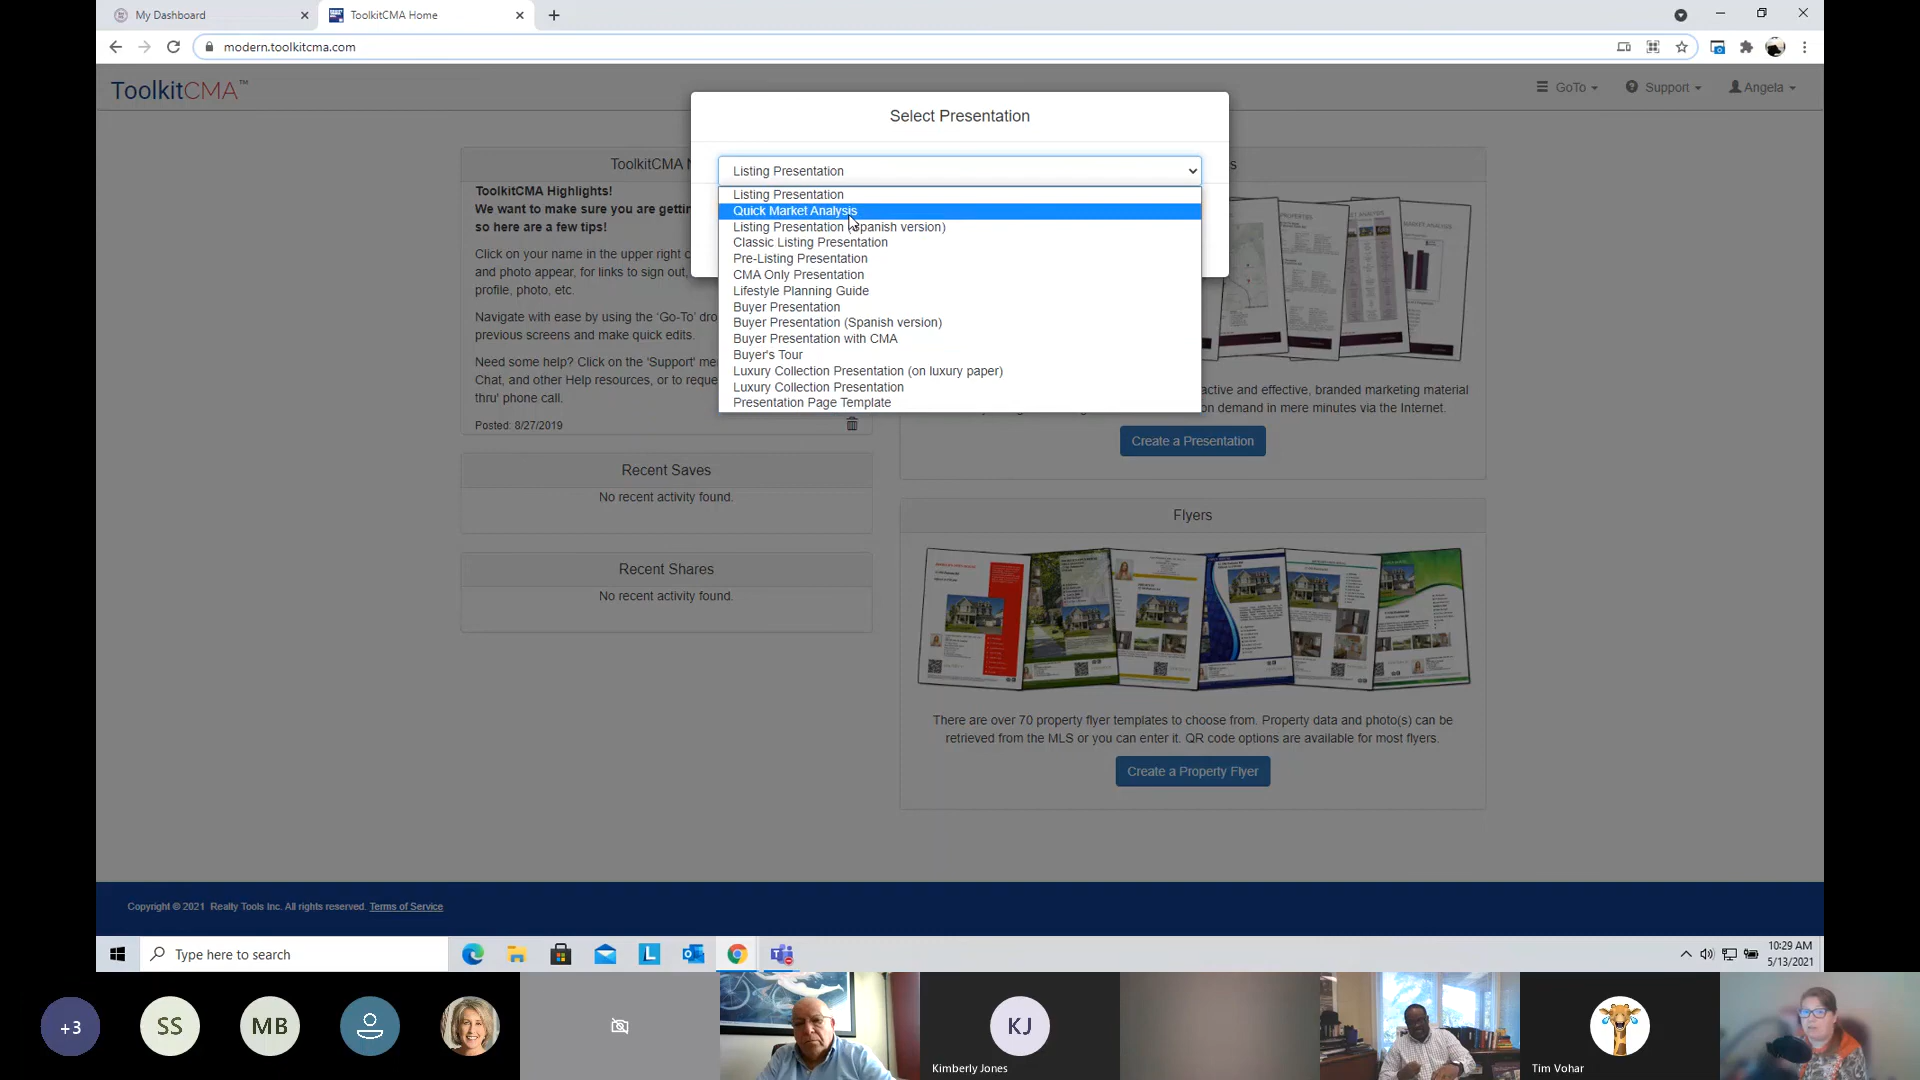 My Dashboard
ToolkitCMA Home
modern.toolkitcma.com
ToolkitCMA™
GoTo
Support
Angela
Select Presentation
Listing Presentation
Listing Presentation
Quick Market Analysis
Listing Presentation (Spanish version)
Classic Listing Presentation
Pre-Listing Presentation
CMA Only Presentation
Lifestyle Planning Guide
Buyer Presentation
Buyer Presentation (Spanish version)
Buyer Presentation with CMA
Buyer's Tour
Luxury Collection Presentation (on luxury paper)
Luxury Collection Presentation
Presentation Page Template
ToolkitCMA
ToolkitCMA Highlights!
We want to make sure you are
so here are a few tips!
Click on your name in the upper right
and photo appear, for links to sign out,
profile, photo, etc.
Navigate with ease by using the 'Go-To'
previous screens and make quick edits.
Need some help? Click on the 'Support'
Chat, and other Help resources, or to
thru' phone call.
Posted: 8/27/2019
Recent Saves
No recent activity found.
Recent Shares
No recent activity found.
and effective, branded marketing material
on demand in mere minutes via the Internet.
Create a Presentation
Flyers
There are over 70 property flyer templates to choose from. Property data and photo(s) can be
retrieved from the MLS or you can enter it. QR code options are available for most flyers.
Create a Property Flyer
Copyright © 2021 Realty Tools Inc. All rights reserved. Terms of Service
Type here to search
10:29 AM
5/13/2021
+3
SS
MB
KJ
Kimberly Jones
Tim Vohar